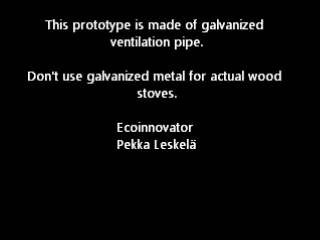 This prototype is made of galvanized
ventilation pipe.
Don't use galvanized metal for actual wood
stoves.
Ecoinnovator
Pekka Leskelä